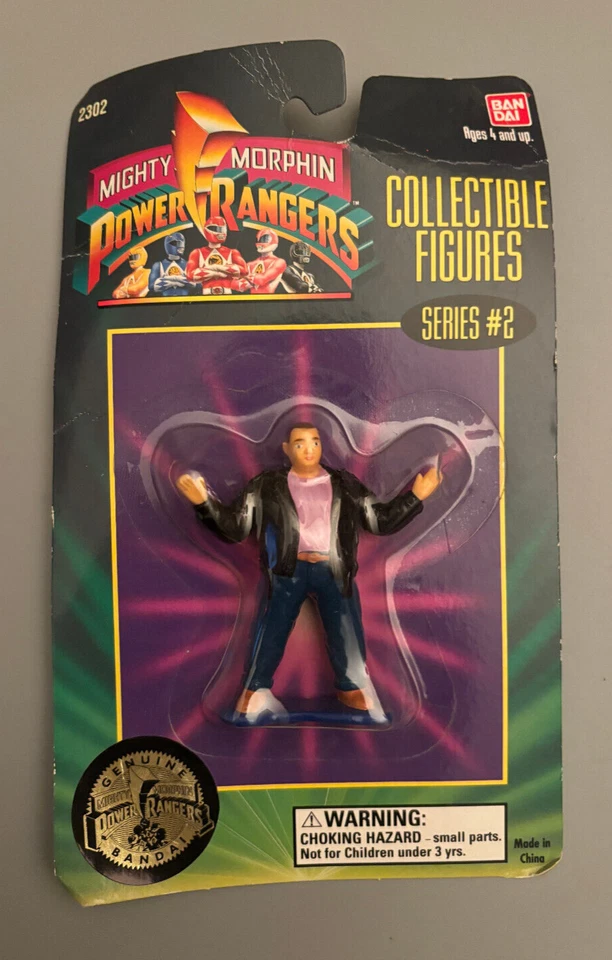 2302
BAN
DAI
Ages 4 and up.
MIGHTY MORPHIN
POWER RANGERS
™
COLLECTIBLE
FIGURES
SERIES #2
GENUINE
MIGHTY MORPHIN
POWER RANGERS
BANDAI
⚠ WARNING:
CHOKING HAZARD – small parts.
Not for Children under 3 yrs.
Made in
China